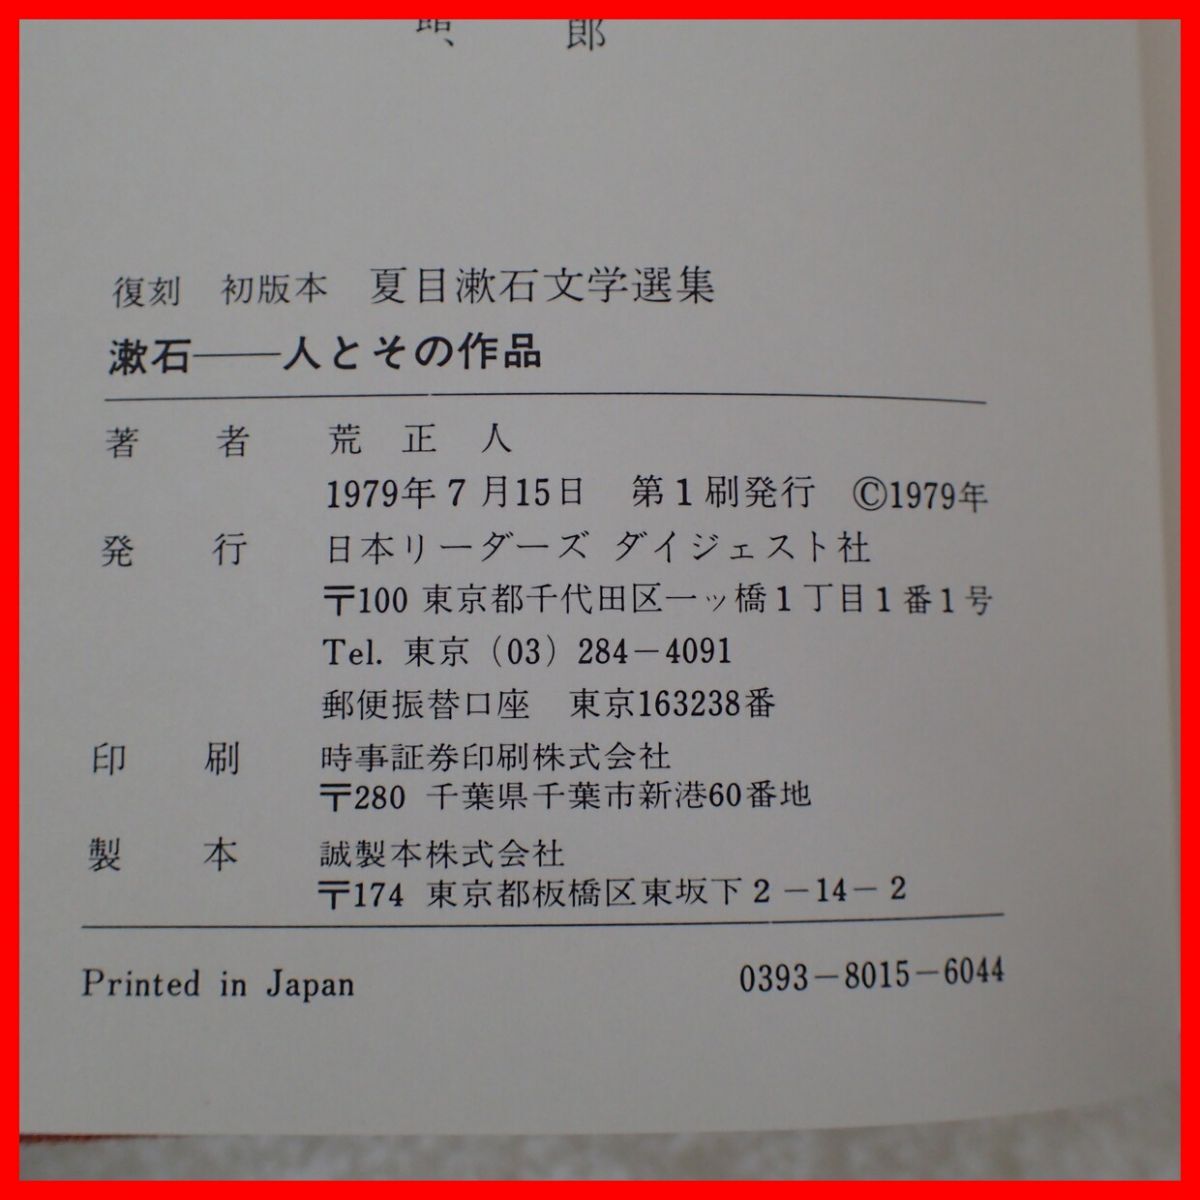 郎
復刻 初版本 夏目漱石文学選集
漱石――人とその作品
著 者 荒 正 人
1979年7月15日 第1刷発行 ©1979年
発 行 日本リーダーズ ダイジェスト社
〒100 東京都千代田区一ッ橋1丁目1番1号
Tel. 東京(03)284-4091
郵便振替口座 東京163238番
印 刷 時事証券印刷株式会社
〒280 千葉県千葉市新港60番地
製 本 誠製本株式会社
〒174 東京都板橋区東坂下2-14-2
Printed in Japan 0393-8015-6044